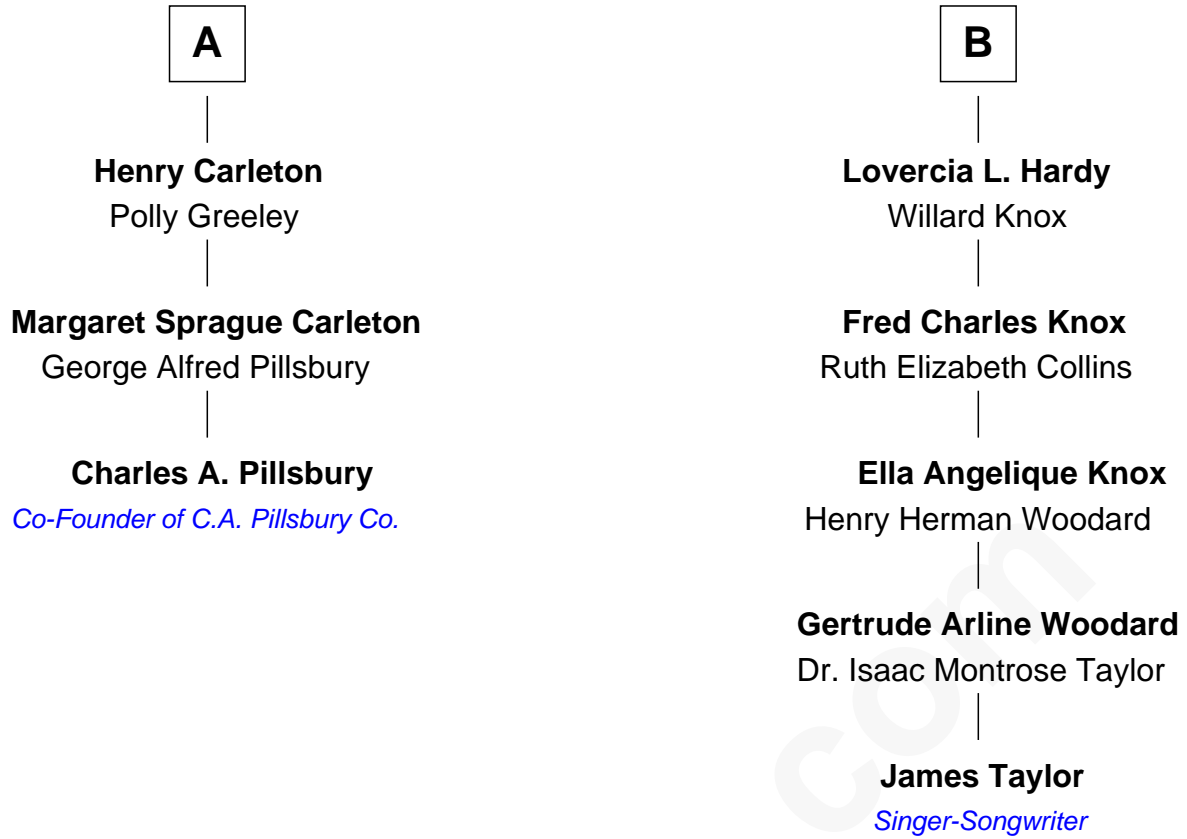 A
Henry Carleton
Polly Greeley
Margaret Sprague Carleton
George Alfred Pillsbury
Charles A. Pillsbury
Co-Founder of C.A. Pillsbury Co.
B
Lovercia L. Hardy
Willard Knox
Fred Charles Knox
Ruth Elizabeth Collins
Ella Angelique Knox
Henry Herman Woodard
Gertrude Arline Woodard
Dr. Isaac Montrose Taylor
James Taylor
Singer-Songwriter
com